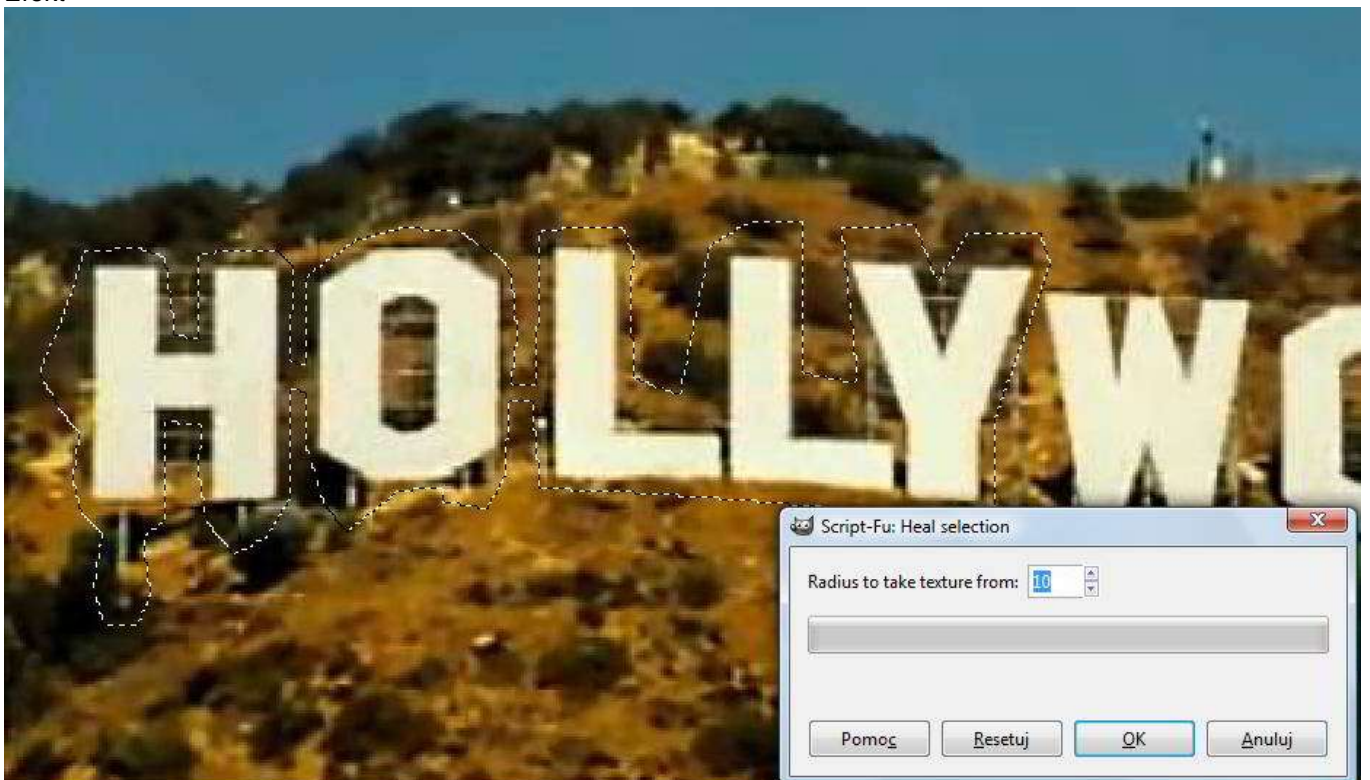 HOLLYWO
Script-Fu: Heal selection
Radius to take texture from: 10
Pomoc Resetuj OK Anuluj